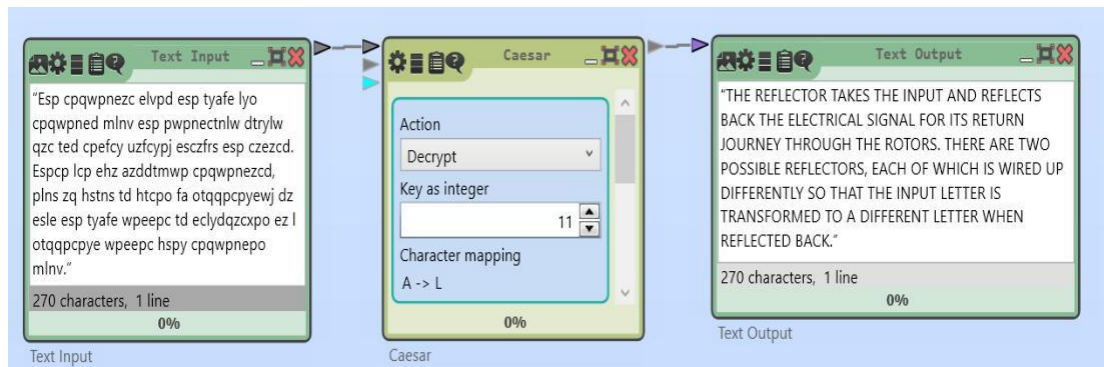 Text Input
“Esp cpqwpnezc elvpd esp tyafe lyo
cpqwpned mlnv esp pwpnectnlw dtrylw
qzc ted cpefcy uzfcypj esczfrs esp czezcd.
Espcp lcp ehz azddtmwp cpqwpnezcd,
plns zq hstns td htcpo fa otqqpcpyewj dz
esle esp tyafe wpeepc td eclydqzcxpo ez l
otqqpcpye wpeepc hspy cpqwpnepo
mlnv.”
270 characters, 1 line
0%
Text Input
Caesar
Action
Decrypt
Key as integer
11
Character mapping
A -> L
0%
Caesar
Text Output
“THE REFLECTOR TAKES THE INPUT AND REFLECTS
BACK THE ELECTRICAL SIGNAL FOR ITS RETURN
JOURNEY THROUGH THE ROTORS. THERE ARE TWO
POSSIBLE REFLECTORS, EACH OF WHICH IS WIRED UP
DIFFERENTLY SO THAT THE INPUT LETTER IS
TRANSFORMED TO A DIFFERENT LETTER WHEN
REFLECTED BACK.”
270 characters, 1 line
0%
Text Output